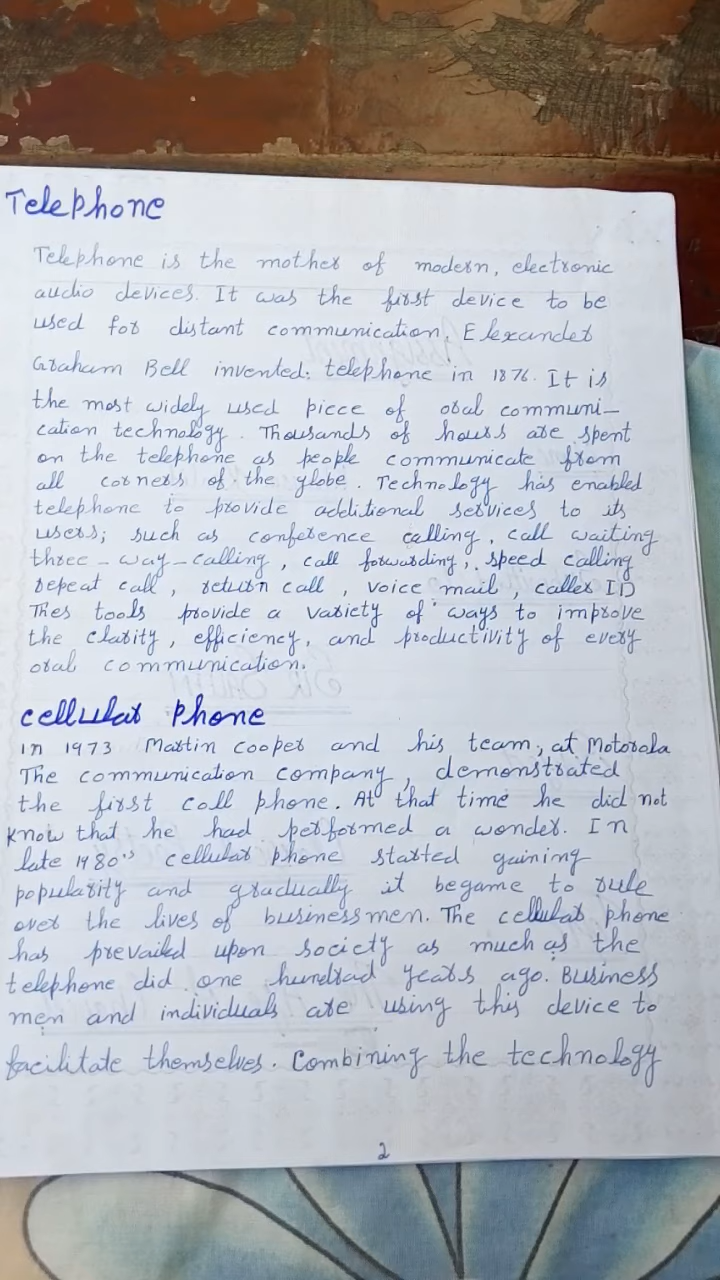 Telephone
Telephone is the mother of modern, electronic
audio devices. It was the first device to be
used for distant communication. Elexander
Graham Bell invented: telephone in 1876. It is
the most widely used piece of oral communi-
cation technology. Thousands of hours are spent
on the telephone as people communicate from
all corners of the globe. Technology has enabled
telephone to provide additional services to its
users; such as conference calling, call waiting
three-way-calling, call forwarding, speed calling
repeat call, return call, voice mail, caller ID
Thes tools provide a variety of ways to improve
the clarity, efficiency, and productivity of every
oral communication.
cellular phone
in 1973 Martin cooper and his team, at Motorola
The communication company, demonstrated
the first coll phone. At that time he did not
know that he had performed a wonder. In
late 1980's cellular phone started gaining
popularity and gradually it begame to rule
over the lives of businessmen. The cellular phone
has prevailed upon society as much as the
telephone did one hundrad years ago. Business
men and individuals are using this device to
facilitate themselves. Combining the technology
2